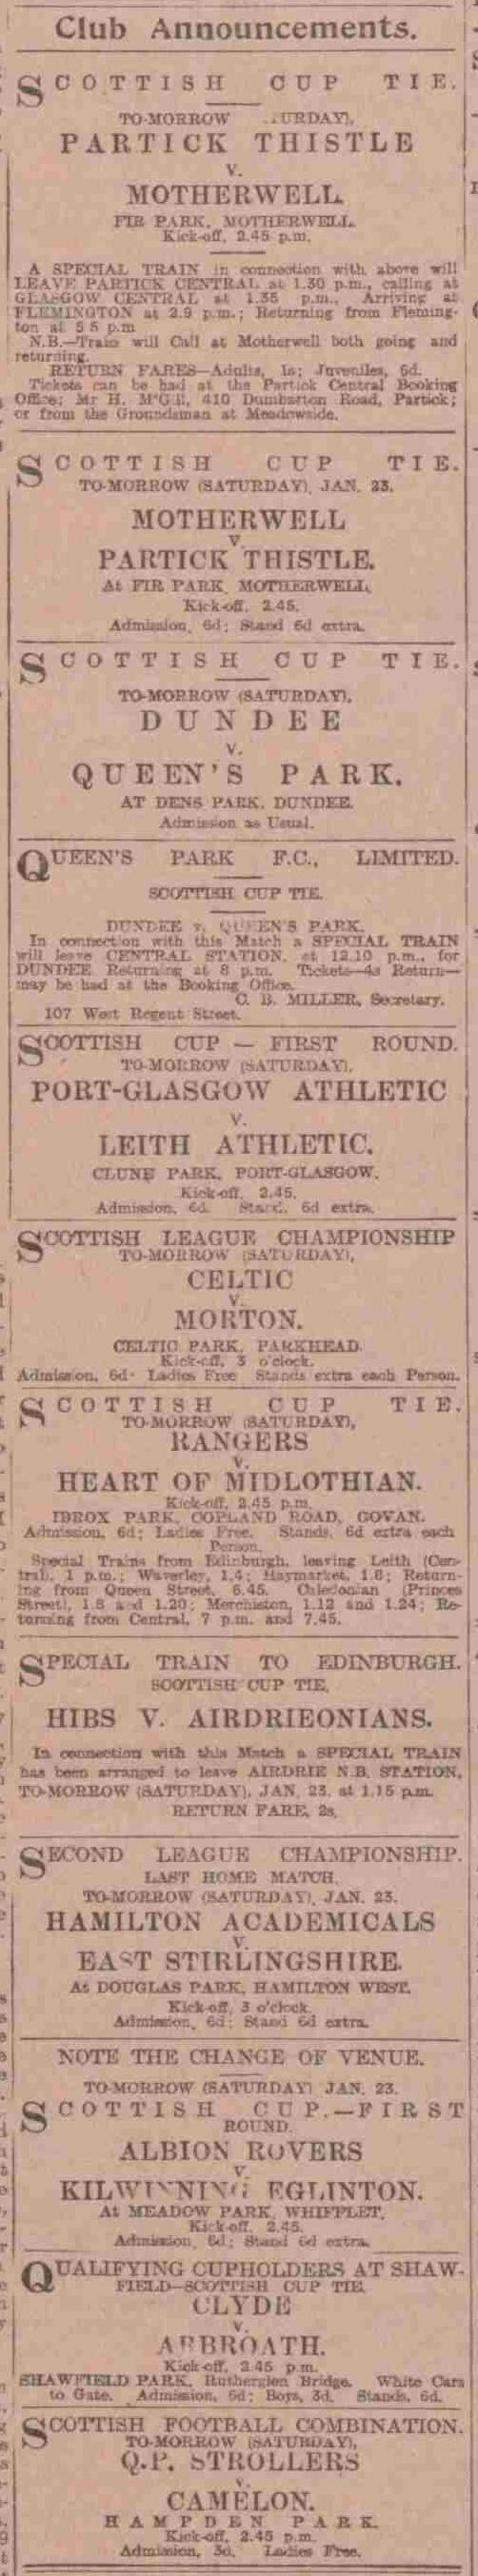 Club Announcements.
SCOTTISH CUP TIE.
TO-MORROW URDAY),
PARTICK THISTLE
V.
MOTHERWELL.
FIR PARK, MOTHERWELL.
Kick-off, 2.45 p.m.
A SPECIAL TRAIN in connection with above will
LEAVE PARTICK CENTRAL at 1.30 p.m., calling at
GLASGOW CENTRAL at 1.35 p.m., Arriving at
FLEMINGTON at 2.9 p.m.; Returning from Fleming-
ton at 5 5 p.m
N.B.—Train will Call at Motherwell both going and
returning.
RETURN FARES—Adults, 1s; Juveniles, 6d.
Tickets can be had at the Partick Central Booking
Office; Mr H. M'Gill, 410 Dumbarton Road, Partick;
or from the Groundsman at Meadowside.
SCOTTISH CUP TIE.
TO-MORROW (SATURDAY), JAN. 23.
MOTHERWELL
V.
PARTICK THISTLE.
At FIR PARK, MOTHERWELL.
Kick-off, 2.45.
Admission, 6d; Stand 6d extra.
SCOTTISH CUP TIE.
TO-MORROW (SATURDAY),
DUNDEE
V.
QUEEN'S PARK.
AT DENS PARK, DUNDEE.
Admission as Usual.
QUEEN'S PARK F.C., LIMITED.
SCOTTISH CUP TIE.
DUNDEE v. QUEEN'S PARK.
In connection with this Match a SPECIAL TRAIN
will leave CENTRAL STATION, at 12.10 p.m., for
DUNDEE Returning at 8 p.m. Tickets—4s Return—
may be had at the Booking Office.
C. B. MILLER, Secretary.
107 West Regent Street.
SCOTTISH CUP — FIRST ROUND.
TO-MORROW (SATURDAY),
PORT-GLASGOW ATHLETIC
V.
LEITH ATHLETIC.
CLUNE PARK, PORT-GLASGOW.
Kick-off, 2.45.
Admission, 6d. Stand, 6d extra.
SCOTTISH LEAGUE CHAMPIONSHIP
TO-MORROW (SATURDAY),
CELTIC
V.
MORTON.
CELTIC PARK, PARKHEAD.
Kick-off, 3 o'clock.
Admission, 6d. Ladies Free Stands extra each Person.
SCOTTISH CUP TIE.
TO-MORROW (SATURDAY),
RANGERS
V.
HEART OF MIDLOTHIAN.
Kick-off, 2.45 p.m.
IBROX PARK, COPLAND ROAD, GOVAN.
Admission, 6d; Ladies Free. Stands, 6d extra each
Person.
Special Trains from Edinburgh, leaving Leith (Cen-
tral), 1 p.m.; Waverley, 1.4; Haymarket, 1.8; Return-
ing from Queen Street, 6.45. Caledonian (Princes
Street), 1.8 and 1.20; Merchiston, 1.12 and 1.24; Re-
turning from Central, 7 p.m. and 7.45.
SPECIAL TRAIN TO EDINBURGH.
SCOTTISH CUP TIE,
HIBS V. AIRDRIEONIANS.
In connection with this Match a SPECIAL TRAIN
has been arranged to leave AIRDRIE N.B. STATION,
TO-MORROW (SATURDAY), JAN. 23, at 1.15 p.m.
RETURN FARE, 2s.
SECOND LEAGUE CHAMPIONSHIP.
LAST HOME MATCH.
TO-MORROW (SATURDAY), JAN. 23.
HAMILTON ACADEMICALS
V.
EAST STIRLINGSHIRE.
At DOUGLAS PARK, HAMILTON WEST.
Kick-off, 3 o'clock.
Admission, 6d; Stand 6d extra.
NOTE THE CHANGE OF VENUE.
TO-MORROW (SATURDAY) JAN. 23.
SCOTTISH CUP.—FIRST
ROUND.
ALBION ROVERS
V.
KILWINNING EGLINTON.
At MEADOW PARK, WHIFFLET.
Kick-off, 2.45.
Admission, 6d; Stand 6d extra.
QUALIFYING CUPHOLDERS AT SHAW-
FIELD—SCOTTISH CUP TIE.
CLYDE
V.
ARBROATH.
Kick-off, 2.45 p.m.
SHAWFIELD PARK, Rutherglen Bridge. White Cars
to Gate. Admission, 6d; Boys, 3d. Stands, 6d.
SCOTTISH FOOTBALL COMBINATION.
TO-MORROW (SATURDAY),
Q.P. STROLLERS
V.
CAMELON.
HAMPDEN PARK.
Kick-off, 2.45 p.m.
Admission, 3d. Ladies Free.